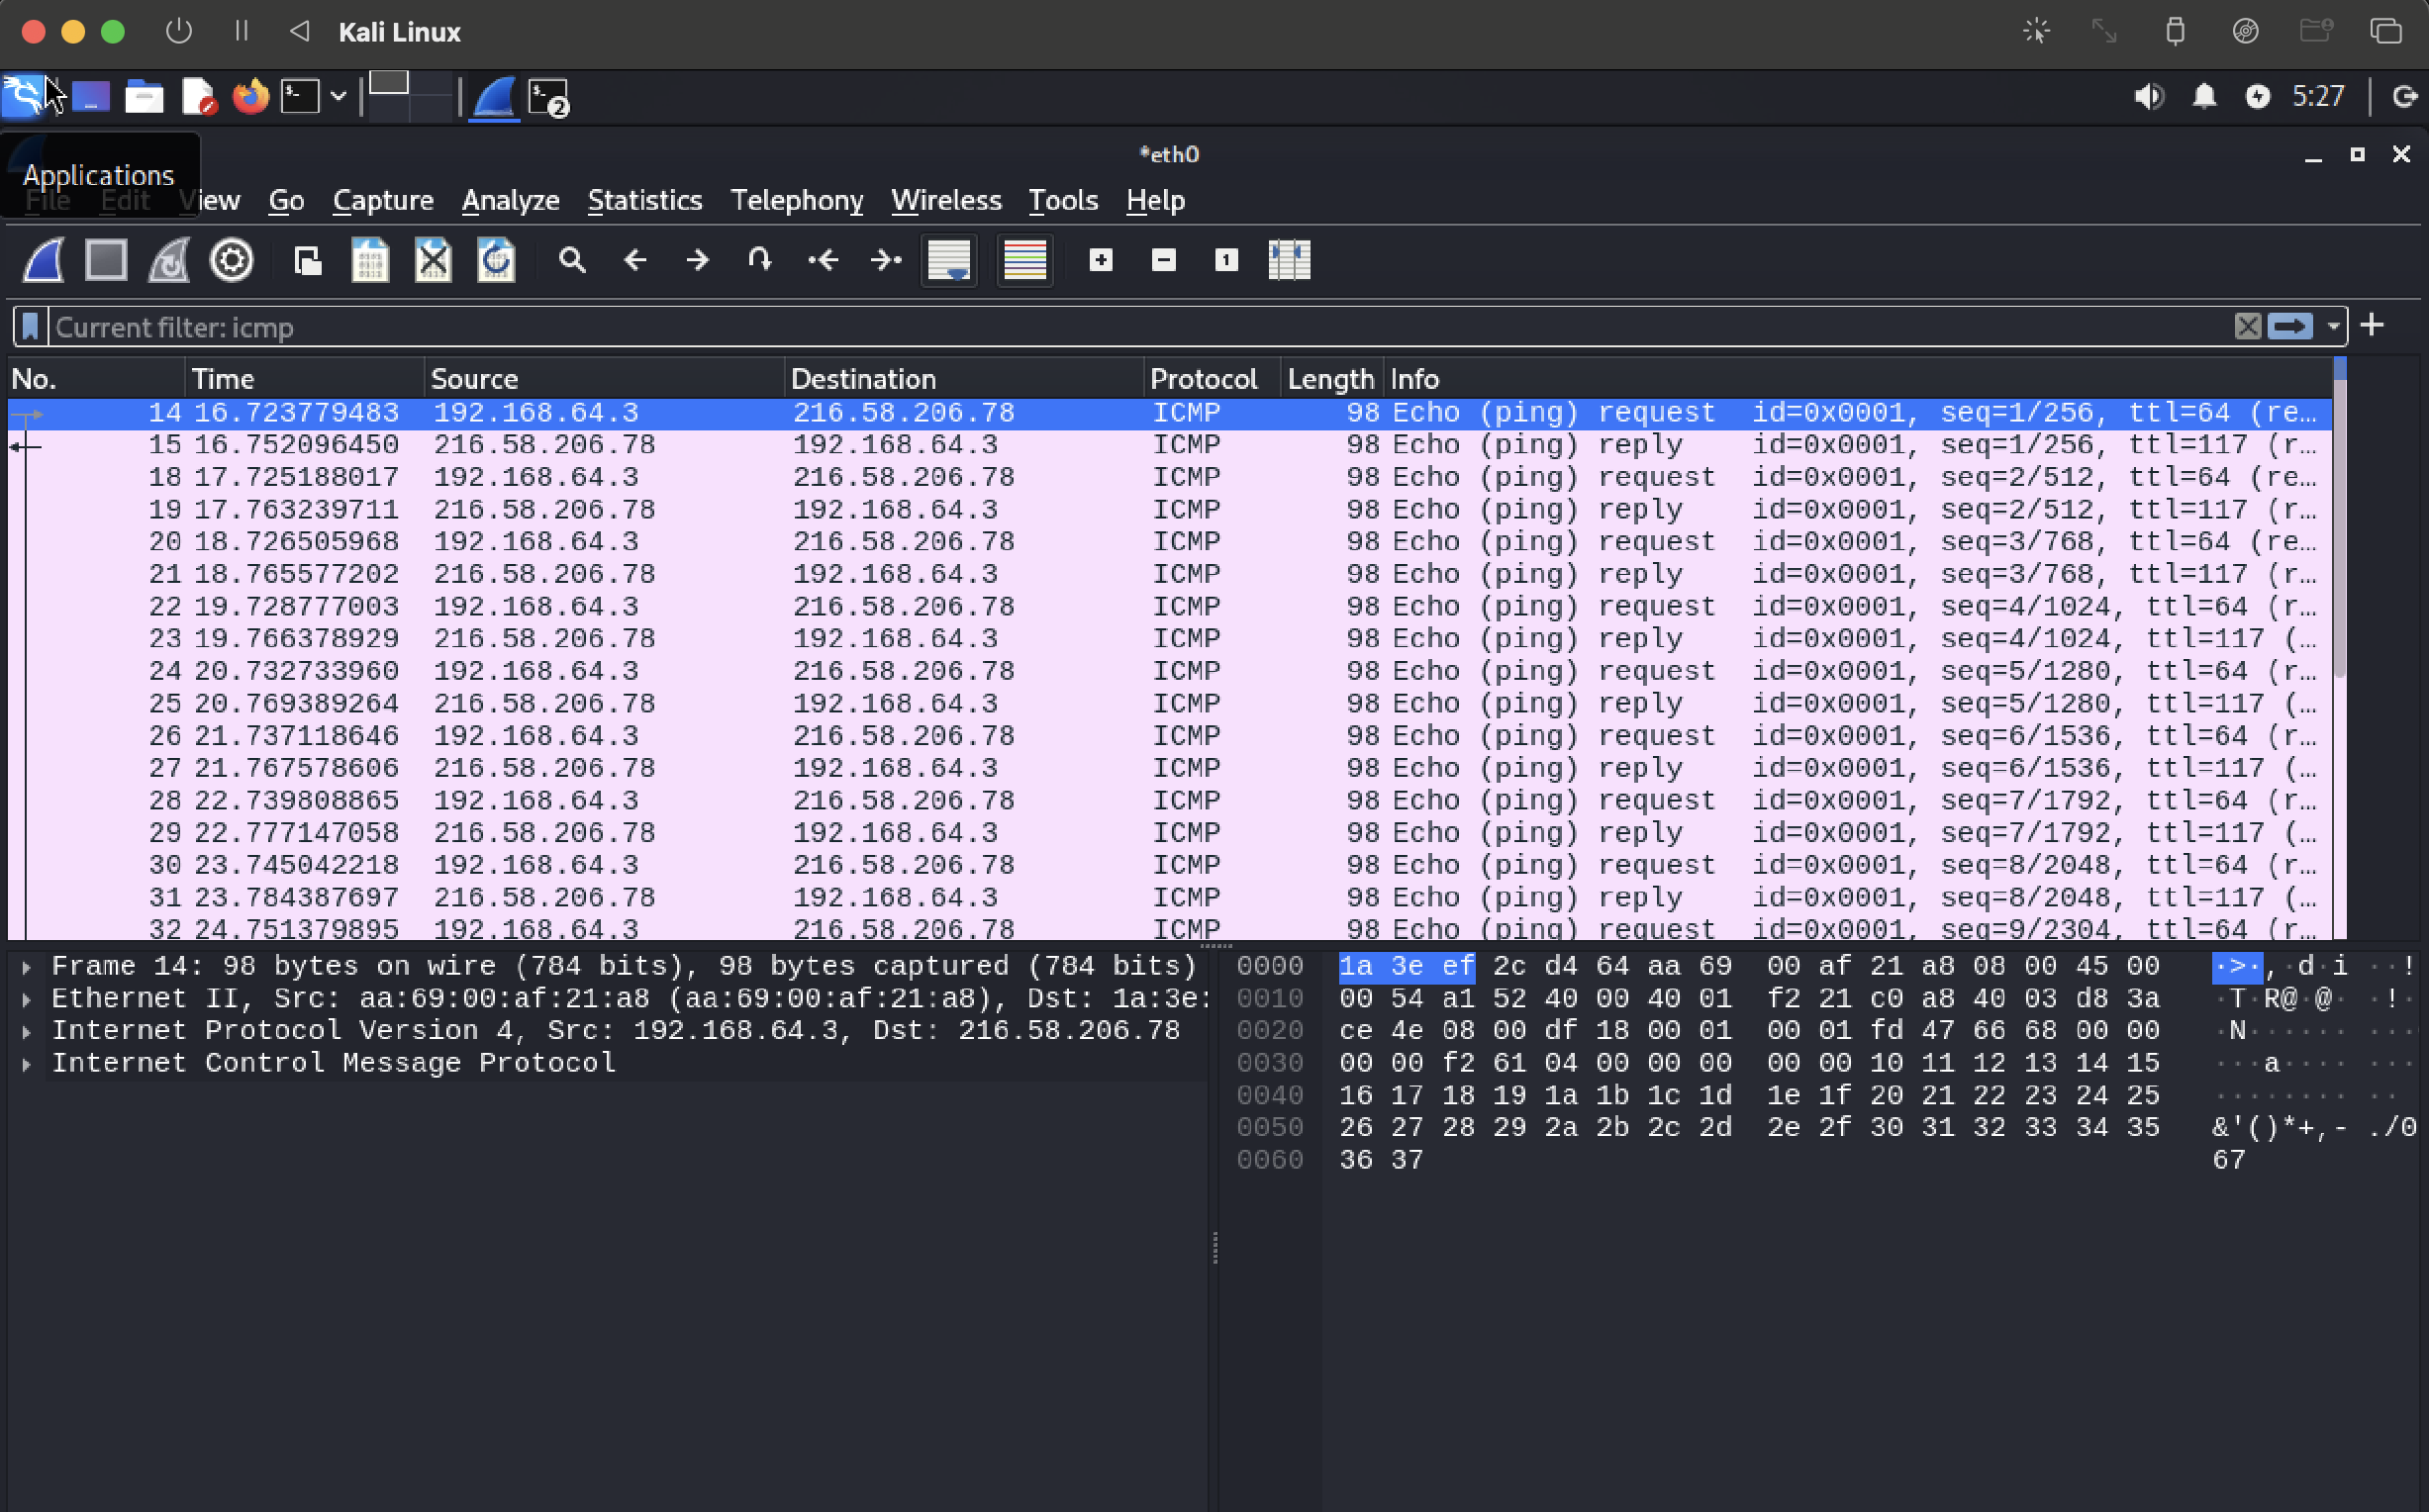 Kali Linux
2
5:27
Applications
*eth0
File Edit View Go Capture Analyze Statistics Telephony Wireless Tools Help
Current filter: icmp
No. Time Source Destination Protocol Length Info
14 16.723779483 192.168.64.3 216.58.206.78 ICMP 98 Echo (ping) request id=0x0001, seq=1/256, ttl=64 (re…
15 16.752096450 216.58.206.78 192.168.64.3 ICMP 98 Echo (ping) reply id=0x0001, seq=1/256, ttl=117 (r…
18 17.725188017 192.168.64.3 216.58.206.78 ICMP 98 Echo (ping) request id=0x0001, seq=2/512, ttl=64 (re…
19 17.763239711 216.58.206.78 192.168.64.3 ICMP 98 Echo (ping) reply id=0x0001, seq=2/512, ttl=117 (r…
20 18.726505968 192.168.64.3 216.58.206.78 ICMP 98 Echo (ping) request id=0x0001, seq=3/768, ttl=64 (re…
21 18.765577202 216.58.206.78 192.168.64.3 ICMP 98 Echo (ping) reply id=0x0001, seq=3/768, ttl=117 (r…
22 19.728777003 192.168.64.3 216.58.206.78 ICMP 98 Echo (ping) request id=0x0001, seq=4/1024, ttl=64 (r…
23 19.766378929 216.58.206.78 192.168.64.3 ICMP 98 Echo (ping) reply id=0x0001, seq=4/1024, ttl=117 (…
24 20.732733960 192.168.64.3 216.58.206.78 ICMP 98 Echo (ping) request id=0x0001, seq=5/1280, ttl=64 (r…
25 20.769389264 216.58.206.78 192.168.64.3 ICMP 98 Echo (ping) reply id=0x0001, seq=5/1280, ttl=117 (…
26 21.737118646 192.168.64.3 216.58.206.78 ICMP 98 Echo (ping) request id=0x0001, seq=6/1536, ttl=64 (r…
27 21.767578606 216.58.206.78 192.168.64.3 ICMP 98 Echo (ping) reply id=0x0001, seq=6/1536, ttl=117 (…
28 22.739808865 192.168.64.3 216.58.206.78 ICMP 98 Echo (ping) request id=0x0001, seq=7/1792, ttl=64 (r…
29 22.777147058 216.58.206.78 192.168.64.3 ICMP 98 Echo (ping) reply id=0x0001, seq=7/1792, ttl=117 (…
30 23.745042218 192.168.64.3 216.58.206.78 ICMP 98 Echo (ping) request id=0x0001, seq=8/2048, ttl=64 (r…
31 23.784387697 216.58.206.78 192.168.64.3 ICMP 98 Echo (ping) reply id=0x0001, seq=8/2048, ttl=117 (…
32 24.751379895 192.168.64.3 216.58.206.78 ICMP 98 Echo (ping) request id=0x0001, seq=9/2304, ttl=64 (r…
Frame 14: 98 bytes on wire (784 bits), 98 bytes captured (784 bits)
Ethernet II, Src: aa:69:00:af:21:a8 (aa:69:00:af:21:a8), Dst: 1a:3e:
Internet Protocol Version 4, Src: 192.168.64.3, Dst: 216.58.206.78
Internet Control Message Protocol
0000 1a 3e ef 2c d4 64 aa 69 00 af 21 a8 08 00 45 00 ·>·,·d·i ··!
0010 00 54 a1 52 40 00 40 01 f2 21 c0 a8 40 03 d8 3a ·T·R@·@· ·!·
0020 ce 4e 08 00 df 18 00 01 00 01 fd 47 66 68 00 00 ·N······ ···
0030 00 00 f2 61 04 00 00 00 00 00 10 11 12 13 14 15 ···a···· ···
0040 16 17 18 19 1a 1b 1c 1d 1e 1f 20 21 22 23 24 25 ········ ··
0050 26 27 28 29 2a 2b 2c 2d 2e 2f 30 31 32 33 34 35 &'()*+,- ./0
0060 36 37 67